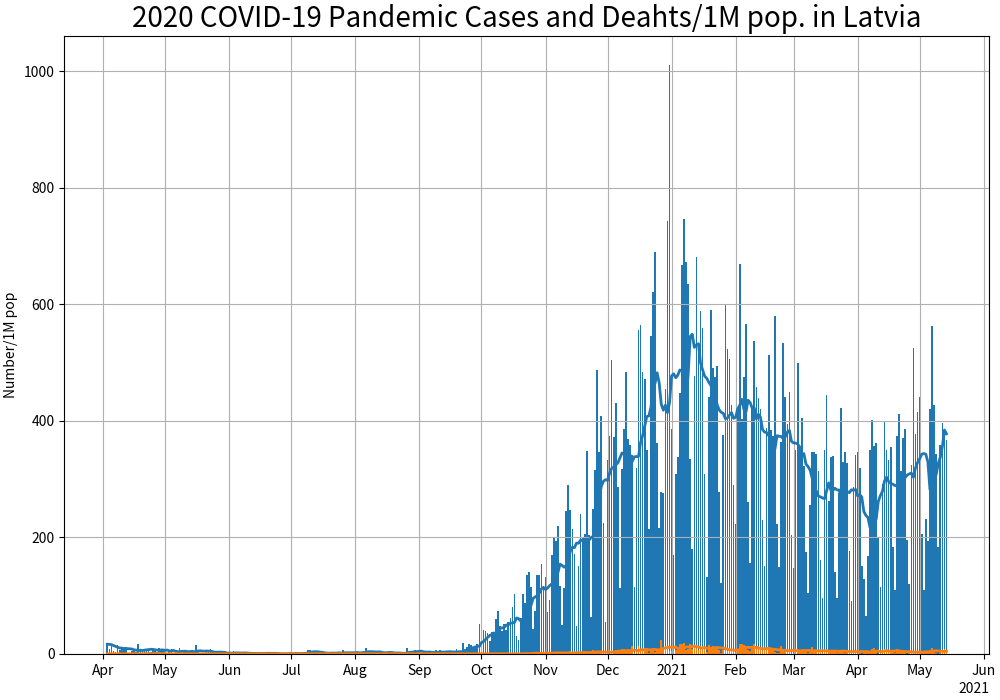 2020 COVID-19 Pandemic Cases and Deahts/1M pop. in Latvia
Number/1M pop
1000
800
600
400
200
0
Apr May Jun Jul Aug Sep Oct Nov Dec 2021 Feb Mar Apr May Jun
2021